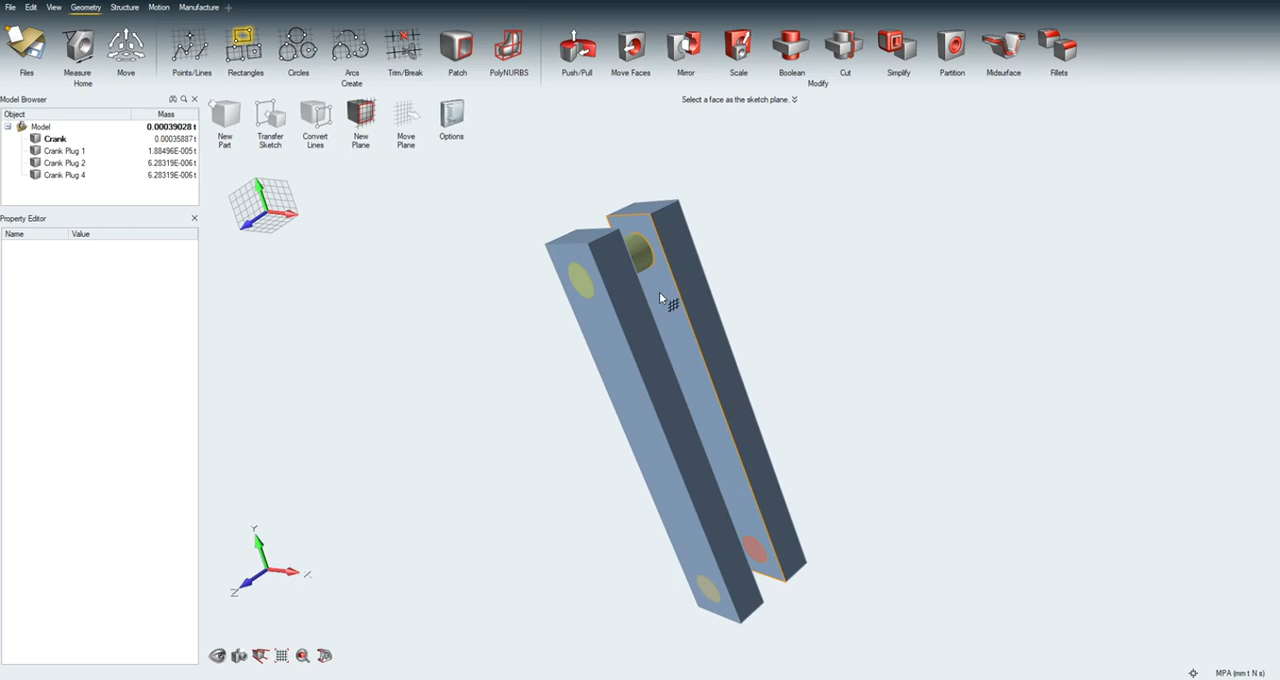 File Edit View Geometry Structure Motion Manufacture
Files Measure Move Points/Lines Rectangles Circles Arcs Trim/Break Patch PolyNURBS Push/Pull Move Faces Mirror Scale Boolean Cut Simplify Partition Midsurface Fillets
Home Create Modify
Model Browser
Select a face as the sketch plane.
Object Mass
Model 0.00039028 t
Crank 0.00035887 t
Crank Plug 1 1.88496E-005 t
Crank Plug 2 6.28319E-006 t
Crank Plug 4 6.28319E-006 t
New Part
Transfer Sketch
Convert Lines
New Plane
Move Plane
Options
Property Editor
Name Value
Y
X
Z
MPA (mm t N s)